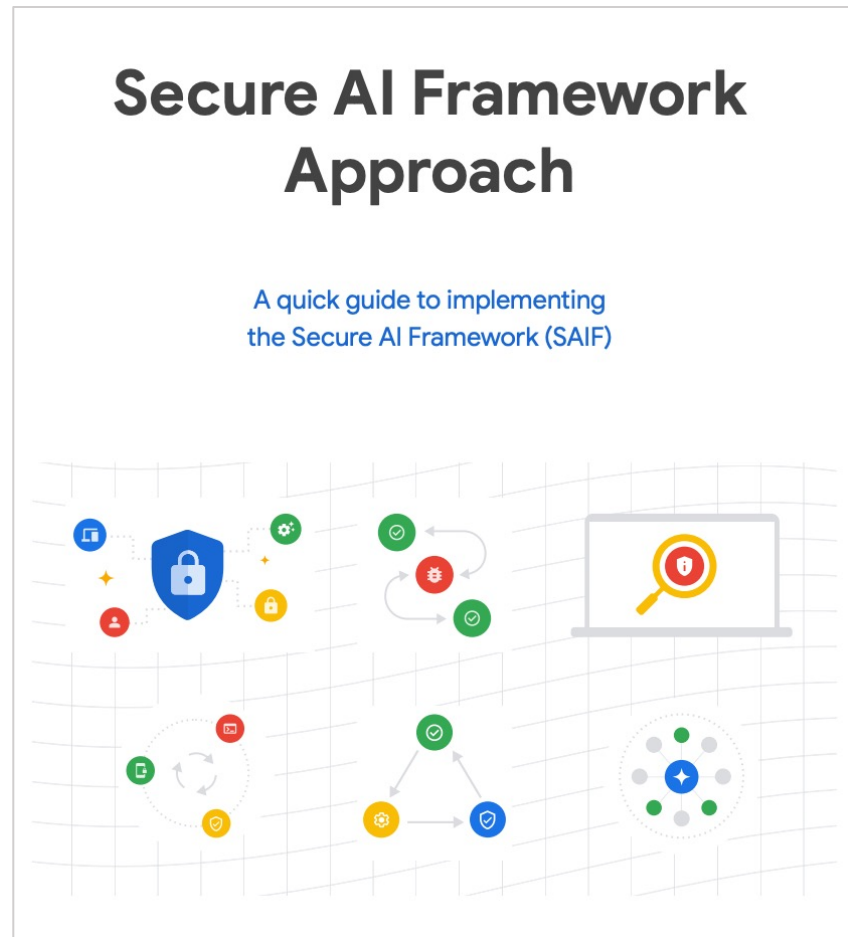 Secure AI Framework
Approach
A quick guide to implementing
the Secure AI Framework (SAIF)